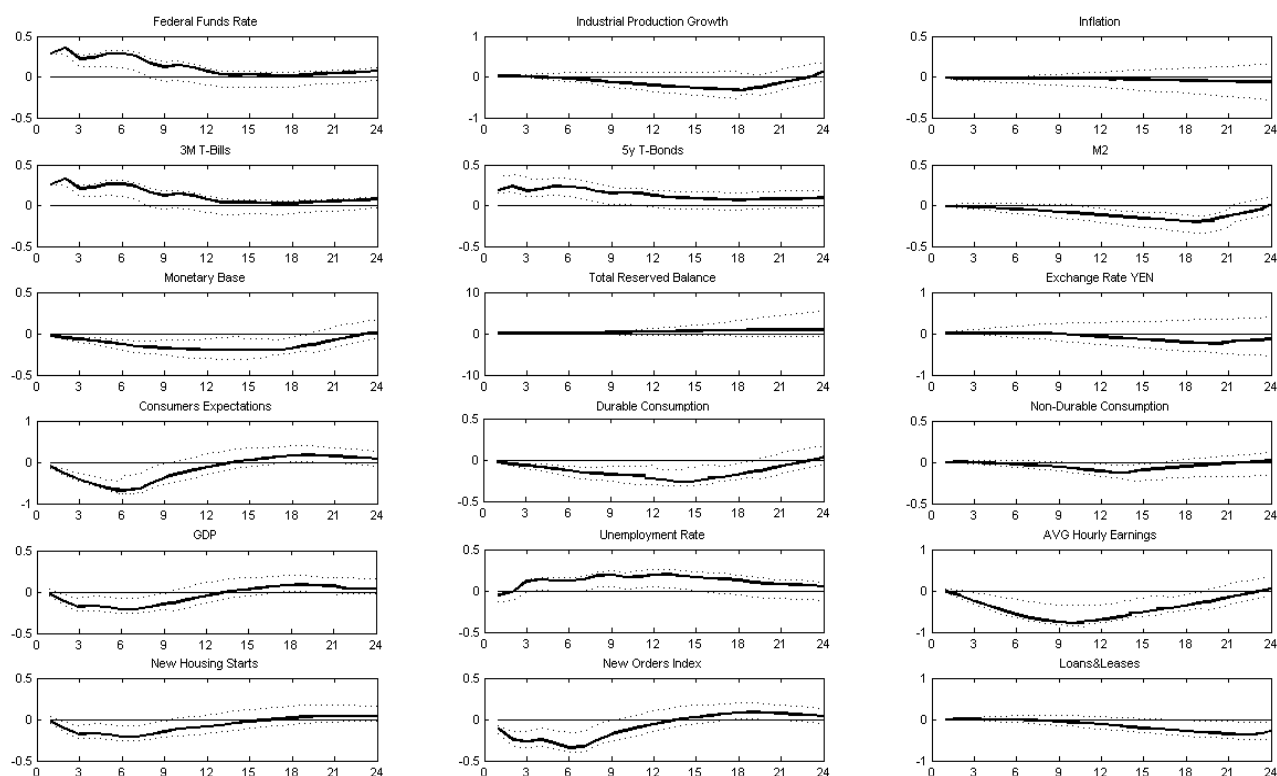 Federal Funds Rate
Industrial Production Growth
Inflation
0.5
0
-0.5
0 3 6 9 12 15 18 21 24
1
0
-1
0 3 6 9 12 15 18 21 24
0.5
0
-0.5
0 3 6 9 12 15 18 21 24
3M T-Bills
5y T-Bonds
M2
0.5
0
-0.5
0 3 6 9 12 15 18 21 24
0.5
0
-0.5
0 3 6 9 12 15 18 21 24
0.5
0
-0.5
0 3 6 9 12 15 18 21 24
Monetary Base
Total Reserved Balance
Exchange Rate YEN
0.5
0
-0.5
0 3 6 9 12 15 18 21 24
10
0
-10
0 3 6 9 12 15 18 21 24
1
0
-1
0 3 6 9 12 15 18 21 24
Consumers Expectations
Durable Consumption
Non-Durable Consumption
1
0
-1
0 3 6 9 12 15 18 21 24
0.5
0
-0.5
0 3 6 9 12 15 18 21 24
0.5
0
-0.5
0 3 6 9 12 15 18 21 24
GDP
Unemployment Rate
AVG Hourly Earnings
0.5
0
-0.5
0 3 6 9 12 15 18 21 24
0.5
0
-0.5
0 3 6 9 12 15 18 21 24
1
0
-1
0 3 6 9 12 15 18 21 24
New Housing Starts
New Orders Index
Loans&Leases
0.5
0
-0.5
0 3 6 9 12 15 18 21 24
0.5
0
-0.5
0 3 6 9 12 15 18 21 24
1
0
-1
0 3 6 9 12 15 18 21 24